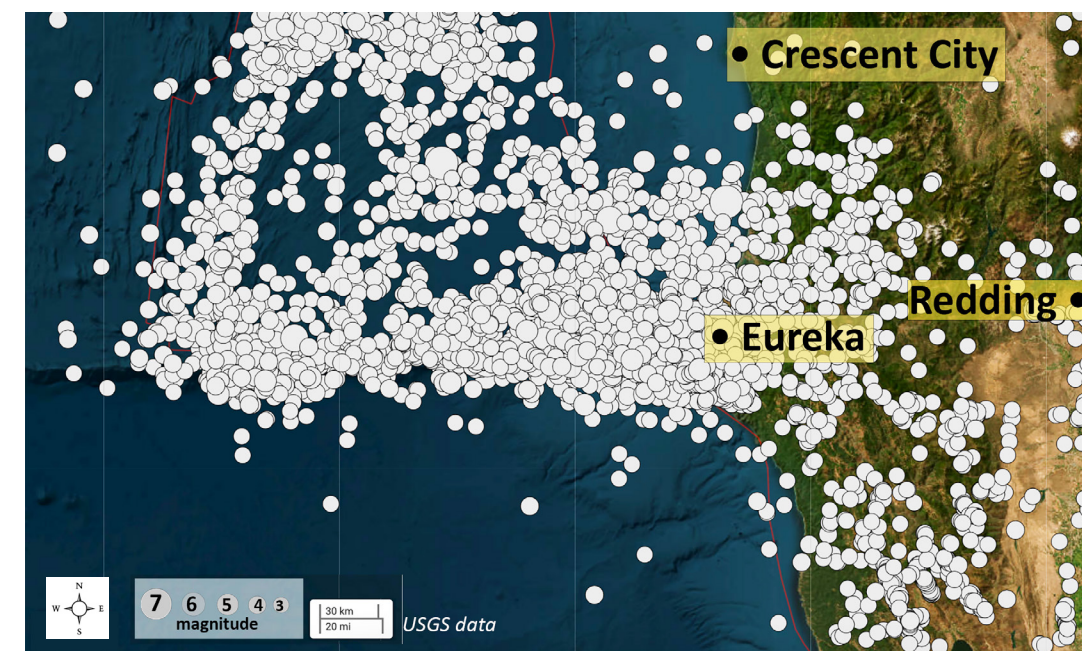 Crescent City
Redding
Eureka
N
W E
S
7 6 5 4 3
magnitude
30 km
20 mi
USGS data